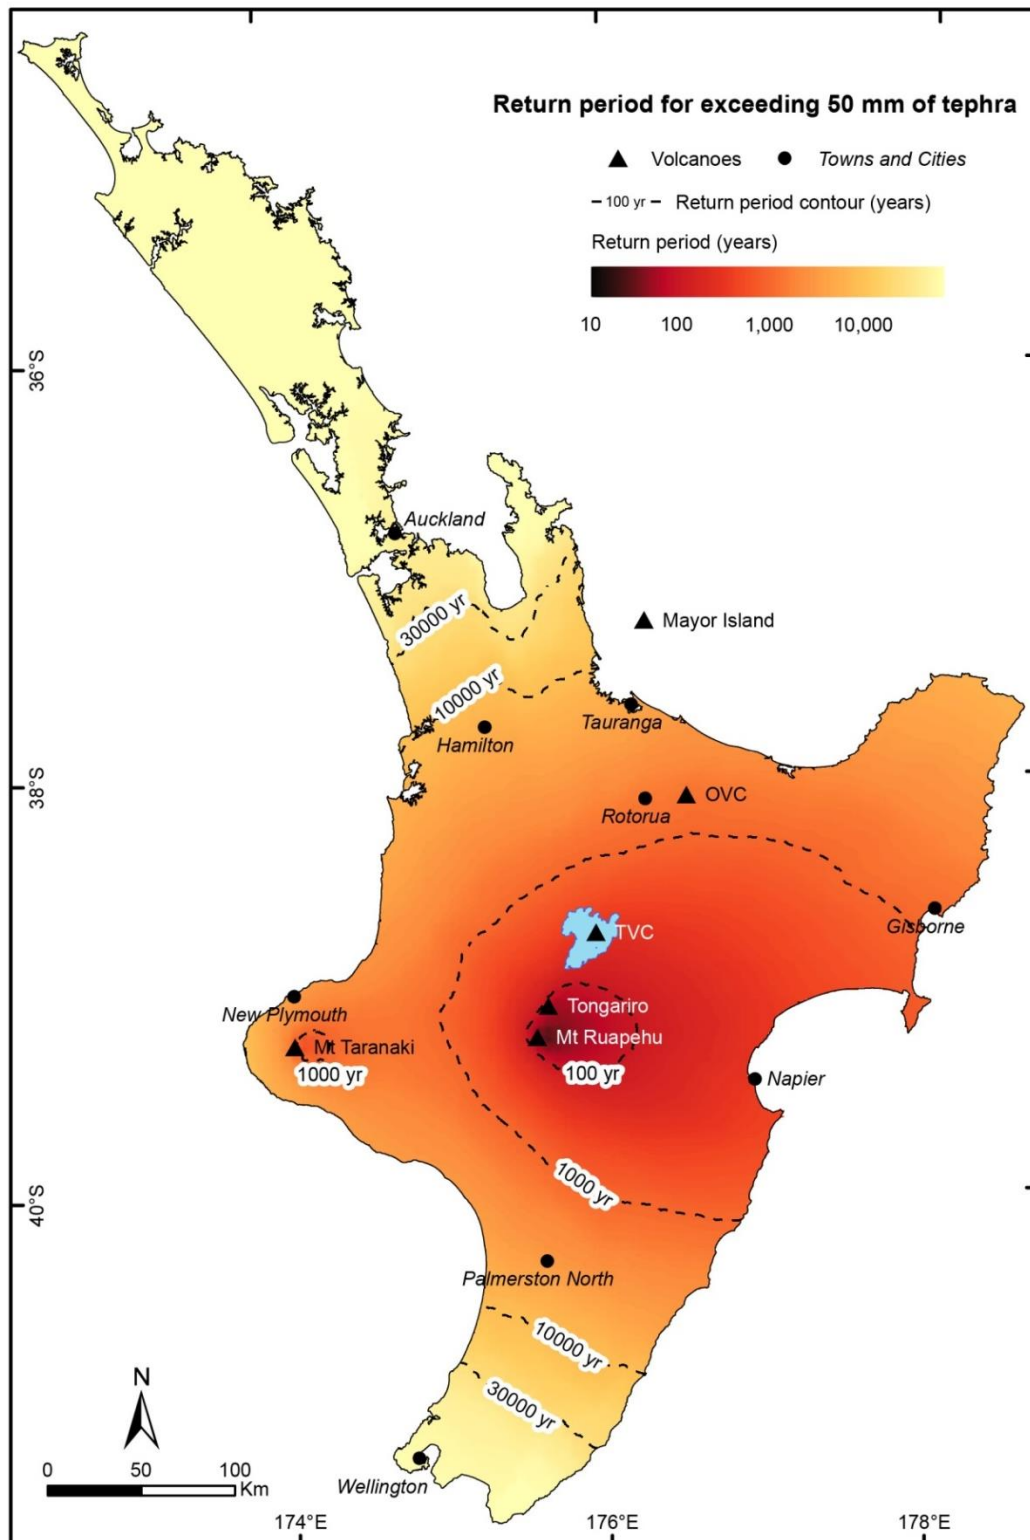 Return period for exceeding 50 mm of tephra
Volcanoes
Towns and Cities
100 yr
Return period contour (years)
Return period (years)
10
100
1,000
10,000
36°S
Auckland
30000 yr
Mayor Island
10000 yr
Tauranga
Hamilton
38°S
OVC
Rotorua
Gisborne
TVC
New Plymouth
Tongariro
Mt Taranaki
Mt Ruapehu
1000 yr
100 yr
Napier
1000 yr
40°S
Palmerston North
10000 yr
N
30000 yr
0
50
100
Km
Wellington
174°E
176°E
178°E